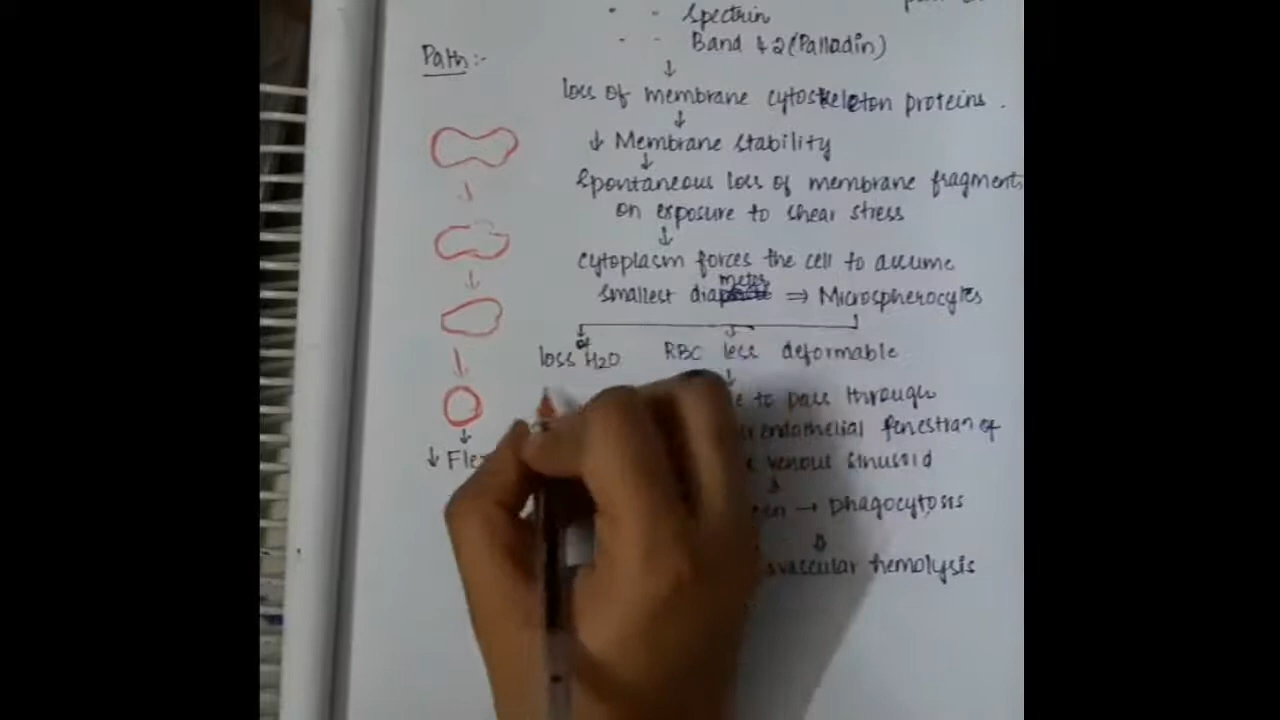 Spectrin
Band 4.2 (Palladin)
Path:-
↓
loss of membrane cytoskeleton proteins.
↓
↓ Membrane stability
↓
Spontaneous loss of membrane fragments
on exposure to shear stress
↓
cytoplasm forces the cell to assume
smallest diameter ⇒ Microspherocytes
loss of H2O RBC less deformable
to pass through
endothelial fenestran of
venous sinusoid
↓ Fle
→ phagocytosis
hemolysis